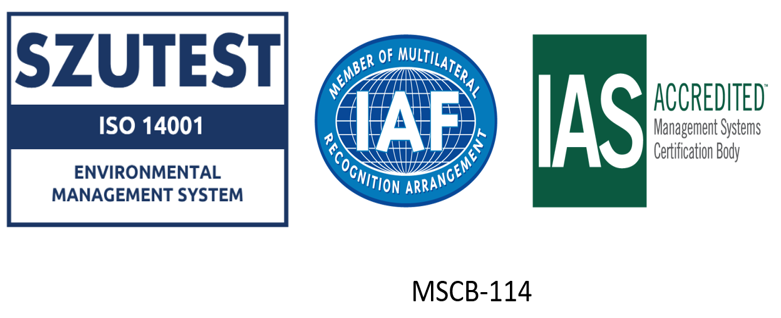 SZUTEST
ISO 14001
ENVIRONMENTAL
MANAGEMENT SYSTEM
MEMBER OF MULTILATERAL
IAF
RECOGNITION ARRANGEMENT
IAS
ACCREDITED™
Management Systems
Certification Body
MSCB-114